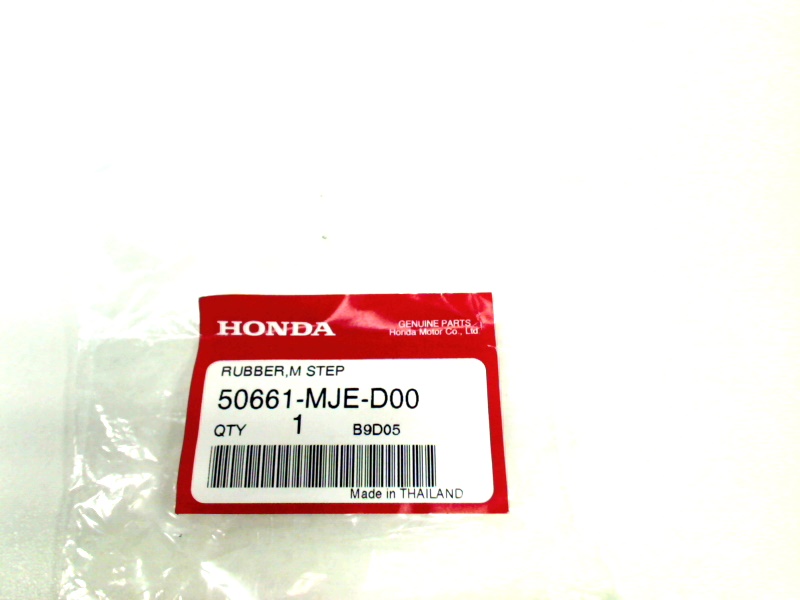 HONDA
GENUINE PARTS
Honda Motor Co., Ltd
RUBBER,M STEP
50661-MJE-D00
QTY 1 B9D05
Made in THAILAND